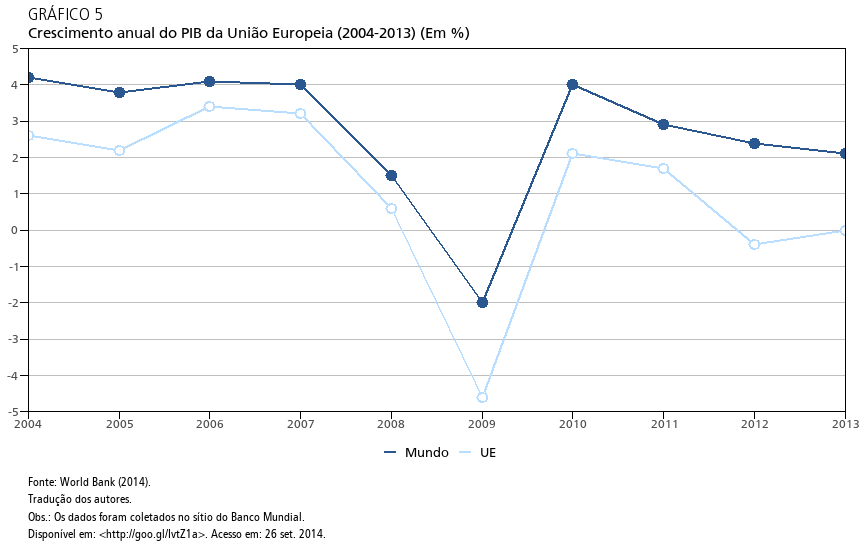 GRÁFICO 5
Crescimento anual do PIB da União Europeia (2004-2013) (Em %)
5
4
3
2
1
0
-1
-2
-3
-4
-5
2004 2005 2006 2007 2008 2009 2010 2011 2012 2013
Mundo UE
Fonte: World Bank (2014).
Tradução dos autores.
Obs.: Os dados foram coletados no sítio do Banco Mundial.
Disponível em: <http://goo.gl/lvtZ1a>. Acesso em: 26 set. 2014.